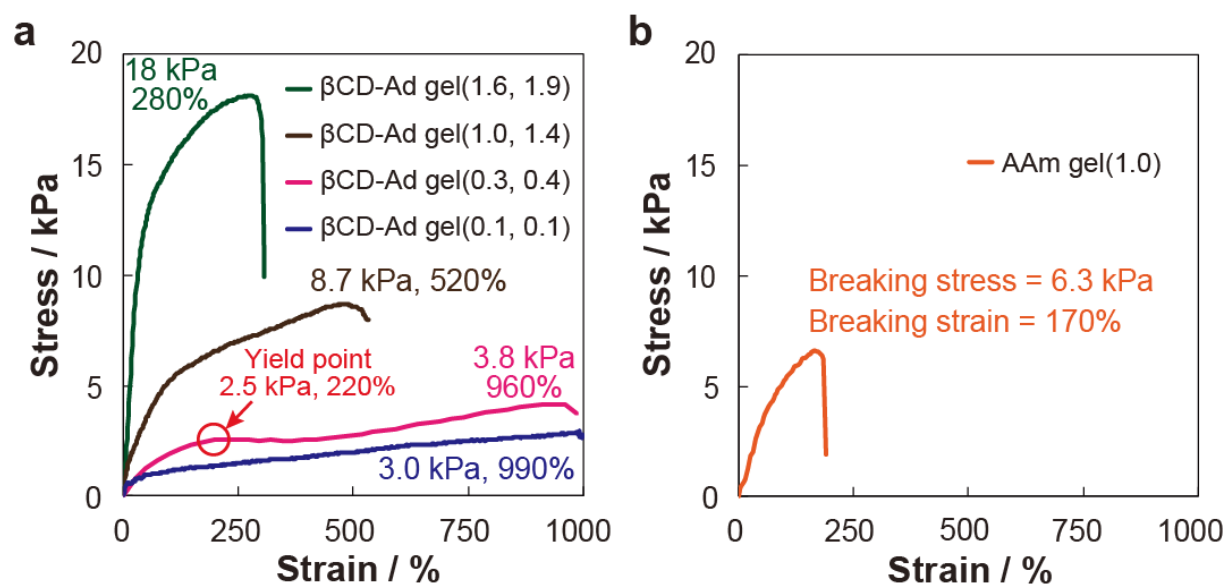 a
20
18 kPa
280%
βCD-Ad gel(1.6, 1.9)
βCD-Ad gel(1.0, 1.4)
βCD-Ad gel(0.3, 0.4)
βCD-Ad gel(0.1, 0.1)
15
Stress / kPa
10
8.7 kPa, 520%
Yield point
2.5 kPa, 220%
3.8 kPa
960%
5
3.0 kPa, 990%
0
0 250 500 750 1000
Strain / %
b
20
AAm gel(1.0)
15
Stress / kPa
10
Breaking stress = 6.3 kPa
Breaking strain = 170%
5
0
0 250 500 750 1000
Strain / %